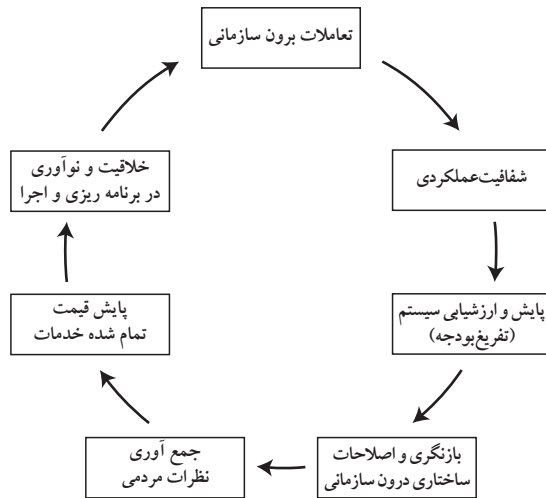 تعاملات برون سازمانی
شفافیت‌عملکردی
پایش و ارزشیابی سیستم
(تفریغ‌بودجه)
بازنگری و اصلاحات
ساختاری درون سازمانی
جمع آوری
نظرات مردمی
پایش قیمت
تمام شده خدمات
خلاقیت و نوآوری
در برنامه ریزی و اجرا